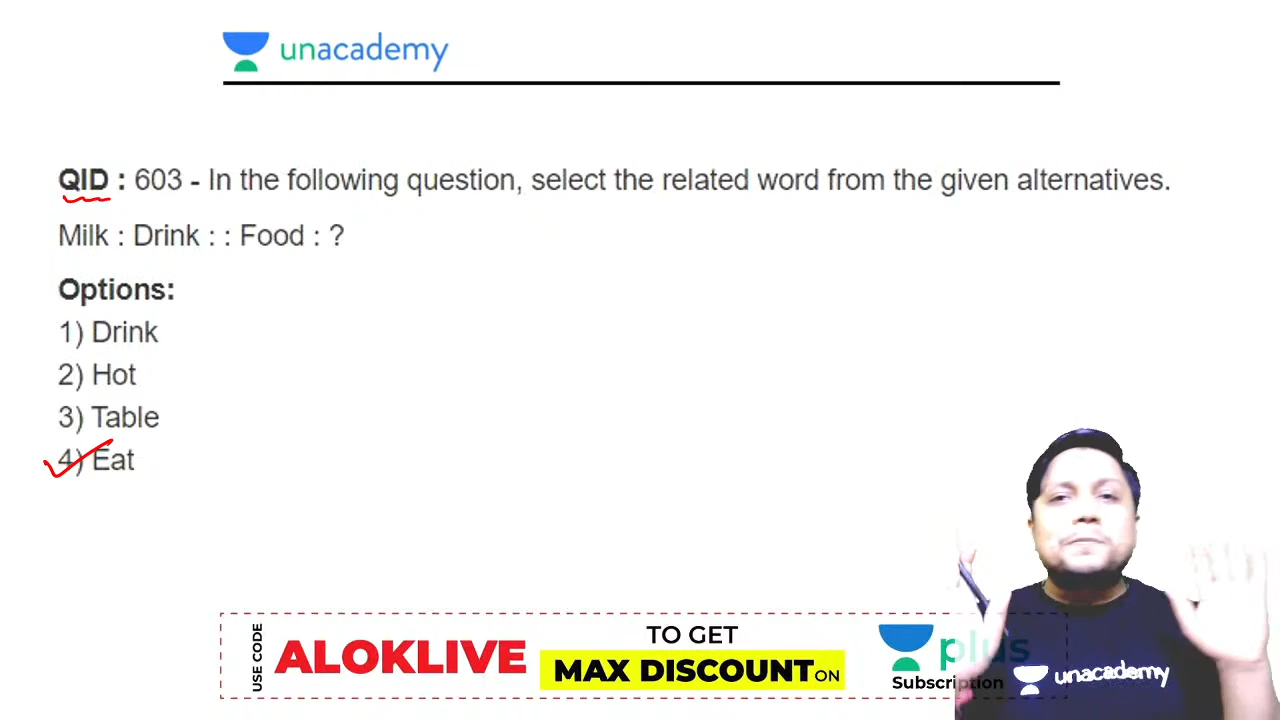 unacademy
QID : 603 - In the following question, select the related word from the given alternatives.
Milk : Drink : : Food : ?
Options:
1) Drink
2) Hot
3) Table
4) Eat
USE CODE
ALOKLIVE
TO GET
MAX DISCOUNT ON
plus
Subscription
unacademy